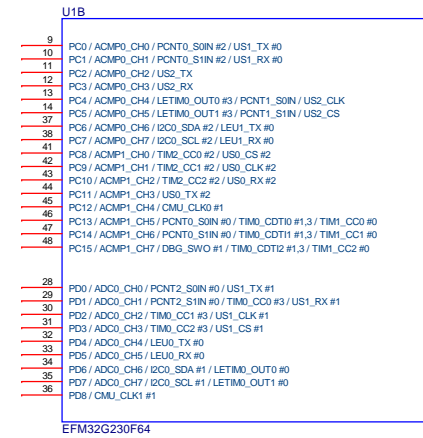 U1B
9 PC0 / ACMP0_CH0 / PCNT0_S0IN #2 / US1_TX #0
10 PC1 / ACMP0_CH1 / PCNT0_S1IN #2 / US1_RX #0
11 PC2 / ACMP0_CH2 / US2_TX
12 PC3 / ACMP0_CH3 / US2_RX
13 PC4 / ACMP0_CH4 / LETIM0_OUT0 #3 / PCNT1_S0IN / US2_CLK
14 PC5 / ACMP0_CH5 / LETIM0_OUT1 #3 / PCNT1_S1IN / US2_CS
37 PC6 / ACMP0_CH6 / I2C0_SDA #2 / LEU1_TX #0
38 PC7 / ACMP0_CH7 / I2C0_SCL #2 / LEU1_RX #0
41 PC8 / ACMP1_CH0 / TIM2_CC0 #2 / US0_CS #2
42 PC9 / ACMP1_CH1 / TIM2_CC1 #2 / US0_CLK #2
43 PC10 / ACMP1_CH2 / TIM2_CC2 #2 / US0_RX #2
44 PC11 / ACMP1_CH3 / US0_TX #2
45 PC12 / ACMP1_CH4 / CMU_CLK0 #1
46 PC13 / ACMP1_CH5 / PCNT0_S0IN #0 / TIM0_CDTI0 #1,3 / TIM1_CC0 #0
47 PC14 / ACMP1_CH6 / PCNT0_S1IN #0 / TIM0_CDTI1 #1,3 / TIM1_CC1 #0
48 PC15 / ACMP1_CH7 / DBG_SWO #1 / TIM0_CDTI2 #1,3 / TIM1_CC2 #0
28 PD0 / ADC0_CH0 / PCNT2_S0IN #0 / US1_TX #1
29 PD1 / ADC0_CH1 / PCNT2_S1IN #0 / TIM0_CC0 #3 / US1_RX #1
30 PD2 / ADC0_CH2 / TIM0_CC1 #3 / US1_CLK #1
31 PD3 / ADC0_CH3 / TIM0_CC2 #3 / US1_CS #1
32 PD4 / ADC0_CH4 / LEU0_TX #0
33 PD5 / ADC0_CH5 / LEU0_RX #0
34 PD6 / ADC0_CH6 / I2C0_SDA #1 / LETIM0_OUT0 #0
35 PD7 / ADC0_CH7 / I2C0_SCL #1 / LETIM0_OUT1 #0
36 PD8 / CMU_CLK1 #1
EFM32G230F64